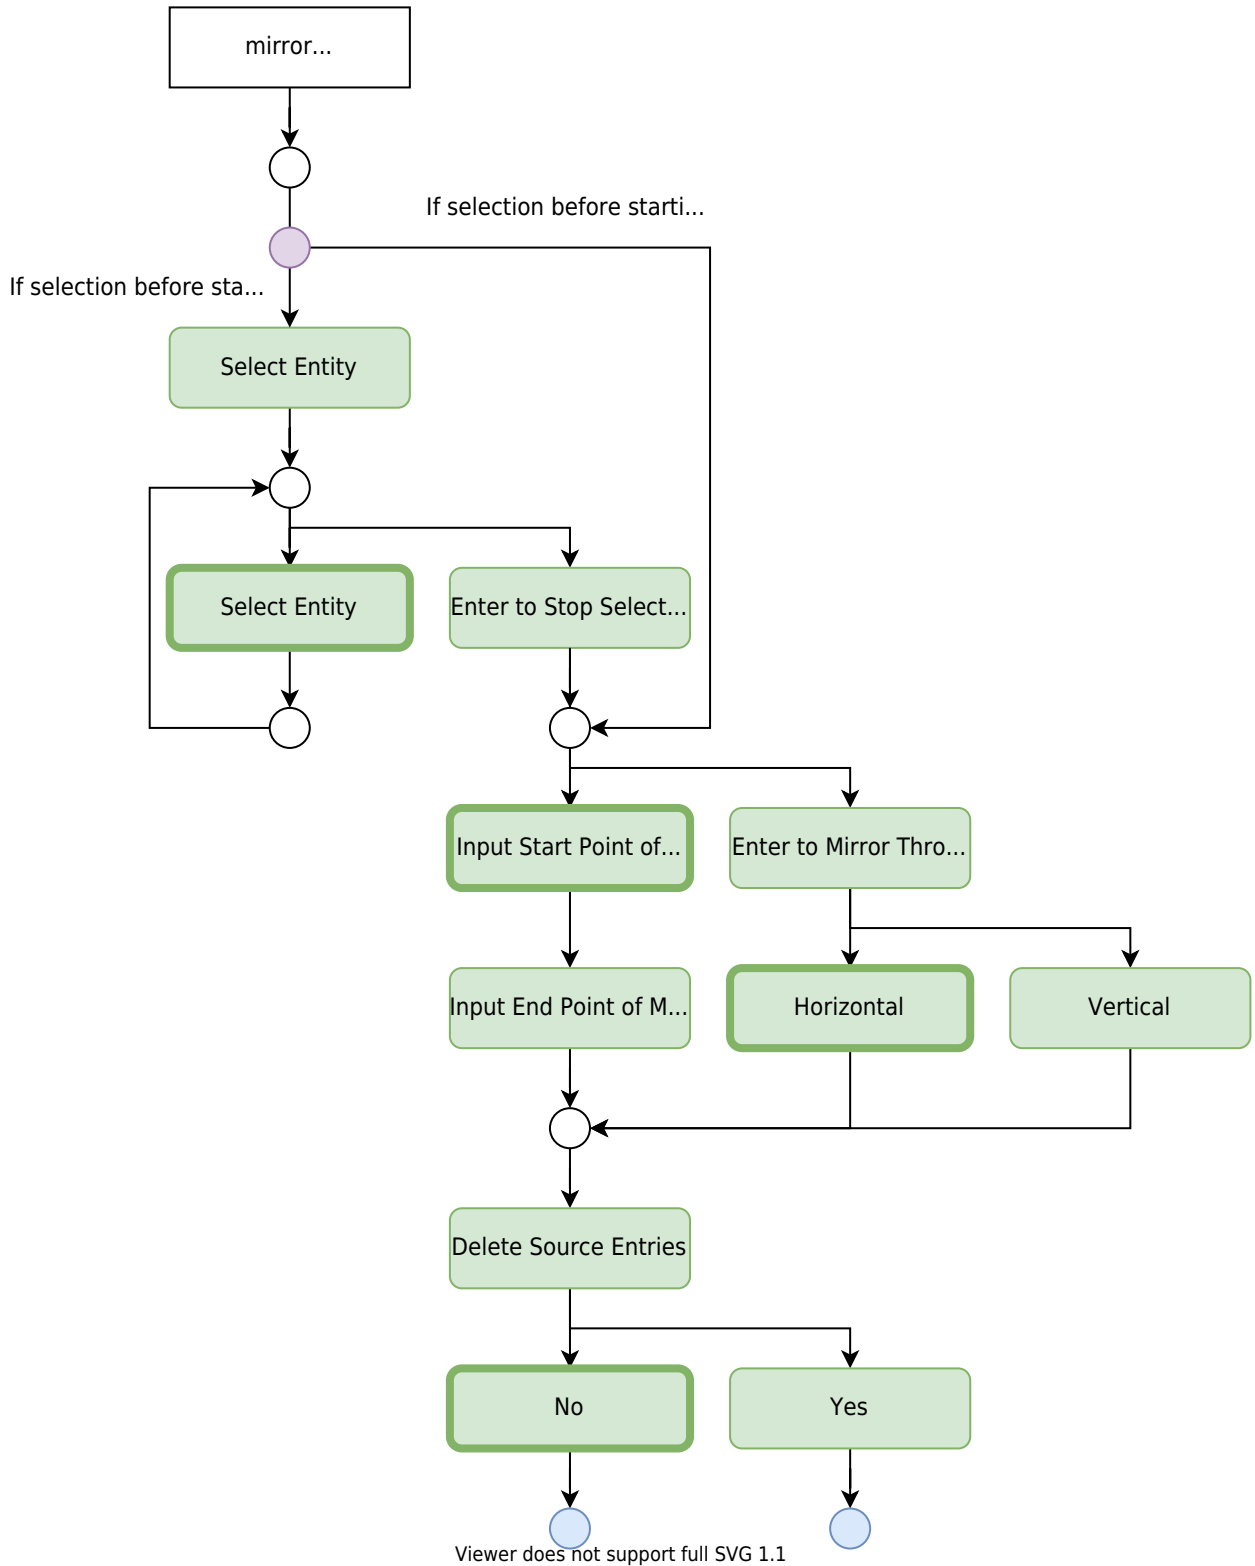 mirror...
If selection before starti...
If selection before sta...
Select Entity
Select Entity
Enter to Stop Select...
Input Start Point of...
Enter to Mirror Thro...
Input End Point of M...
Horizontal
Vertical
Delete Source Entries
No
Yes
Viewer does not support full SVG 1.1